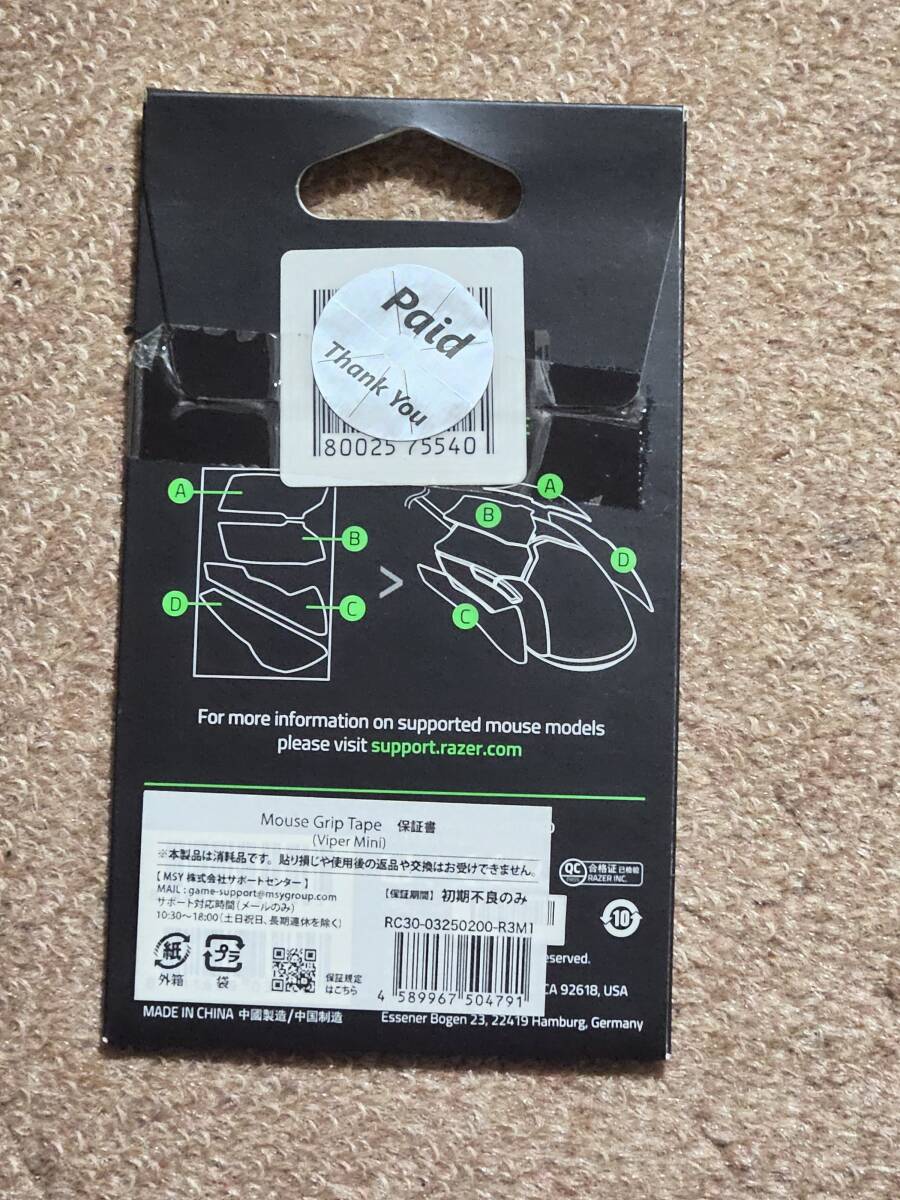 Paid
Thank You
80025 75540
A
B
C
D
A
B
C
D
>
For more information on supported mouse models
please visit support.razer.com
Mouse Grip Tape 保証書
(Viper Mini)
※本製品は消耗品です。貼り損じや使用後の返品や交換はお受けできません。
【 MSY 株式会社サポートセンター 】
MAIL : game-support@msygroup.com
サポート対応時間(メールのみ)
10:30～18:00(土日祝日、長期連休を除く)
【保証期間】 初期不良のみ
RC30-03250200-R3M1
紙
外箱
プラ
袋
保証規定
はこちら
4 589967 504791
QC
合格证 已检验
RAZER INC.
10
eserved.
CA 92618, USA
MADE IN CHINA 中國製造/中国制造
Essener Bogen 23, 22419 Hamburg, Germany